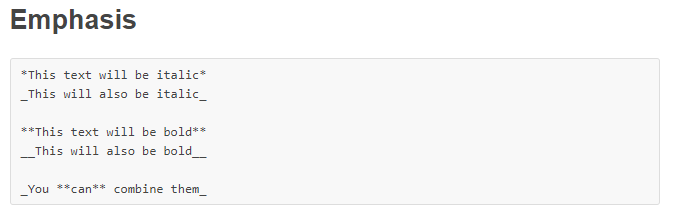 Emphasis
*This text will be italic*
_This will also be italic_
**This text will be bold**
__This will also be bold__
_You **can** combine them_